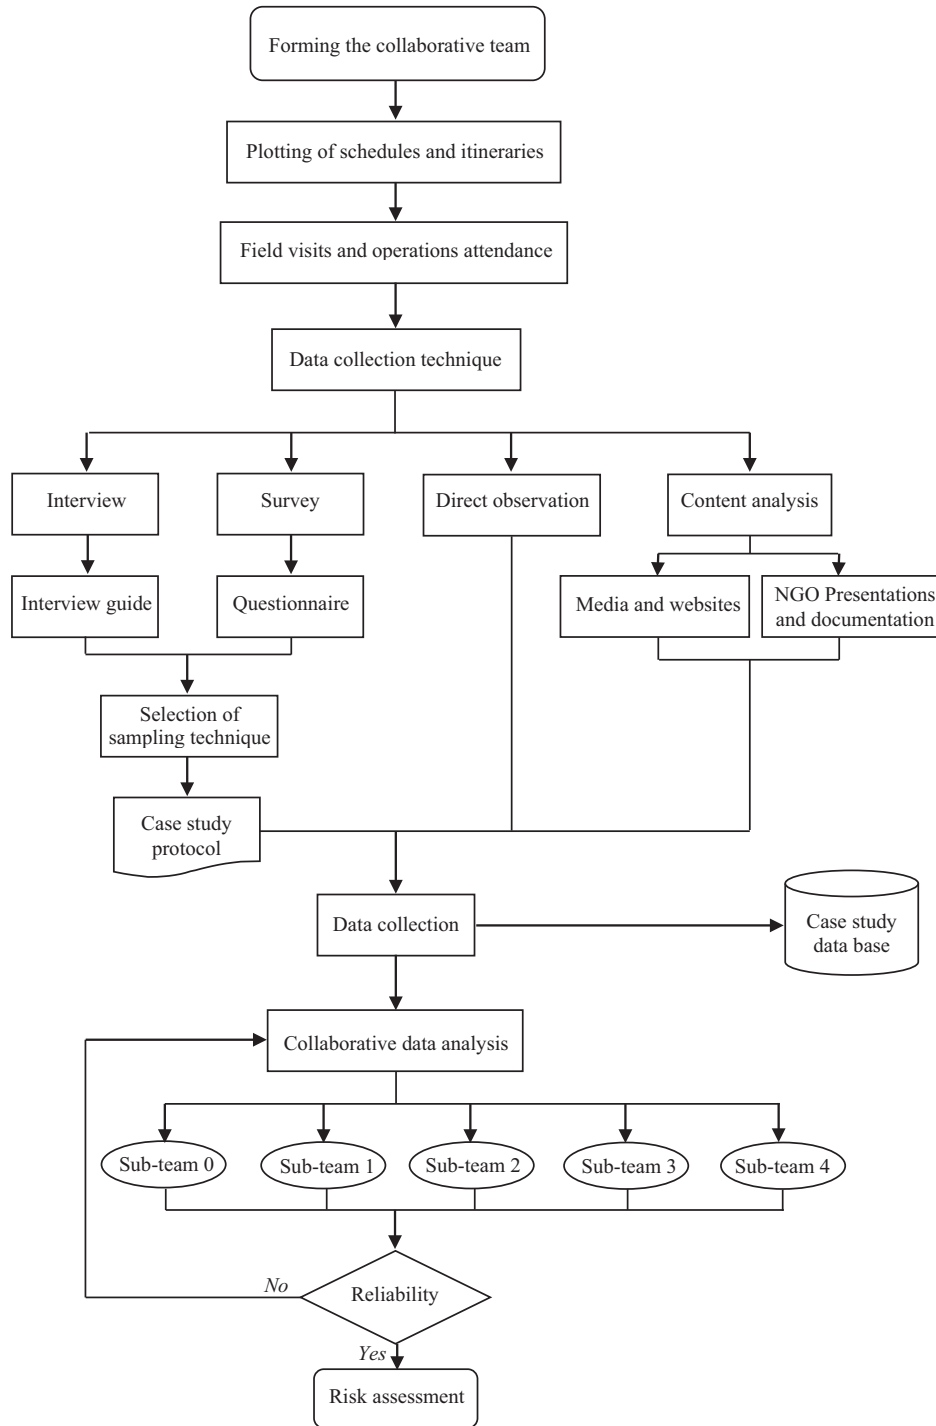 Forming the collaborative team
Plotting of schedules and itineraries
Field visits and operations attendance
Data collection technique
Interview
Survey
Direct observation
Content analysis
Interview guide
Questionnaire
Media and websites
NGO Presentations
and documentation
Selection of
sampling technique
Case study
protocol
Data collection
Case study
data base
Collaborative data analysis
Sub-team 0
Sub-team 1
Sub-team 2
Sub-team 3
Sub-team 4
No
Reliability
Yes
Risk assessment